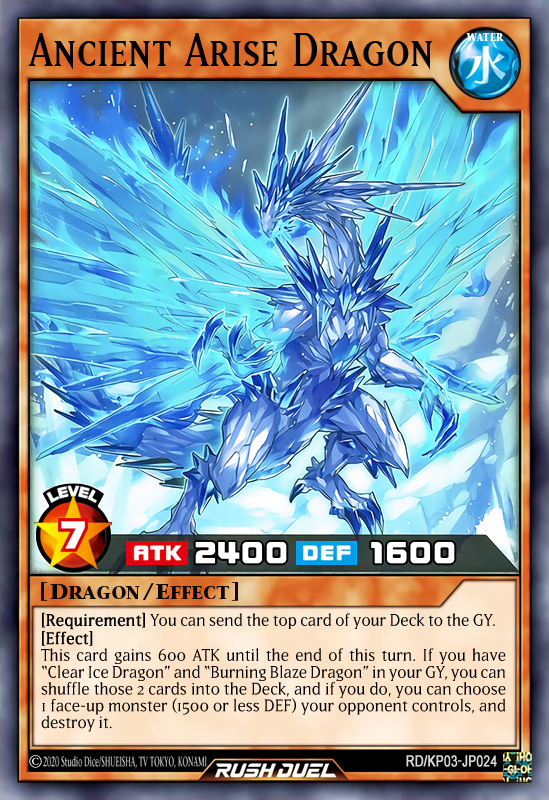 Ancient Arise Dragon
WATER
水
LEVEL
7
ATK 2400 DEF 1600
[Dragon/Effect]
[Requirement] You can send the top card of your Deck to the GY.
[Effect]
This card gains 600 ATK until the end of this turn. If you have
“Clear Ice Dragon” and “Burning Blaze Dragon” in your GY, you can
shuffle those 2 cards into the Deck, and if you do, you can choose
1 face-up monster (1500 or less DEF) your opponent controls, and
destroy it.
©2020 Studio Dice/SHUEISHA, TV TOKYO, KONAMI
RUSH DUEL
RD/KP03-JP024